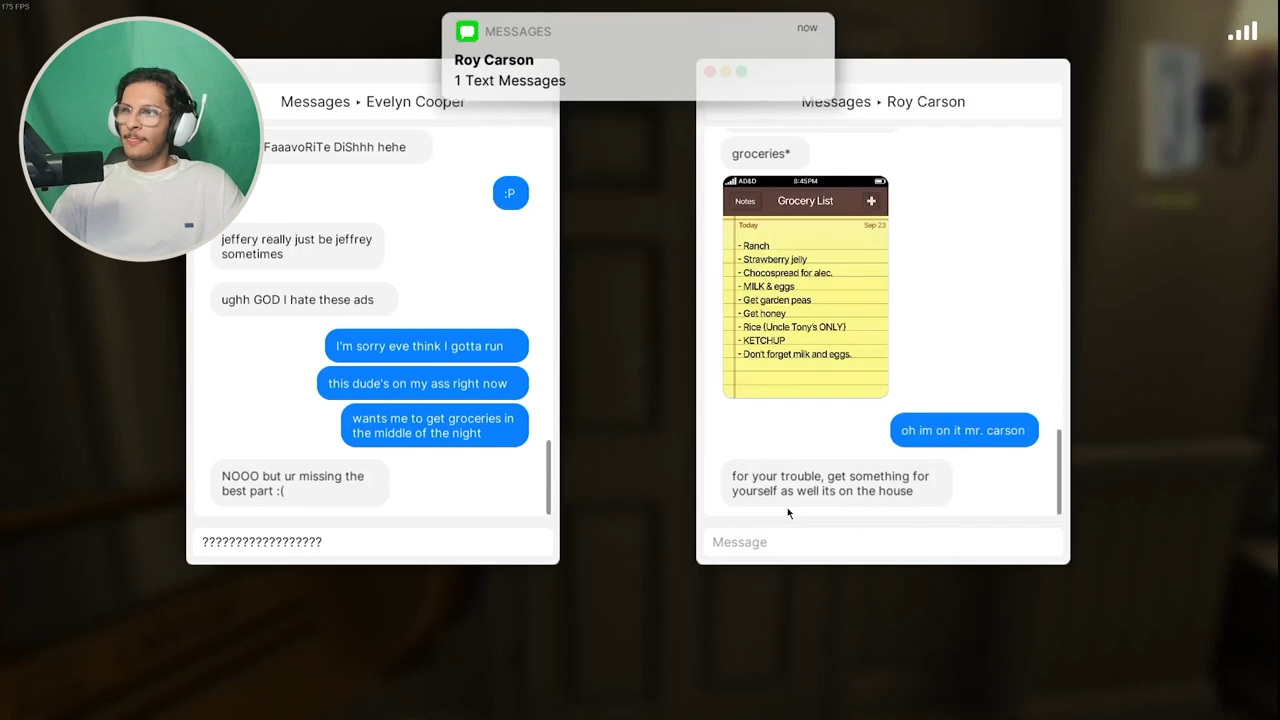 175 FPS
MESSAGES
now
Roy Carson
1 Text Messages
Messages ‣ Evelyn Cooper
FaaavoRiTe DiShhh hehe
:P
jeffery really just be jeffrey
sometimes
ughh GOD I hate these ads
I'm sorry eve think I gotta run
this dude's on my ass right now
wants me to get groceries in
the middle of the night
NOOO but ur missing the
best part :(
??????????????????
Messages ‣ Roy Carson
groceries*
AD&D
8:45PM
Notes
Grocery List
+
Today
Sep 23
- Ranch
- Strawberry jelly
- Chocospread for alec.
- MILK & eggs
- Get garden peas
- Get honey
- Rice (Uncle Tony's ONLY)
- KETCHUP
- Don't forget milk and eggs.
oh im on it mr. carson
for your trouble, get something for
yourself as well its on the house
Message